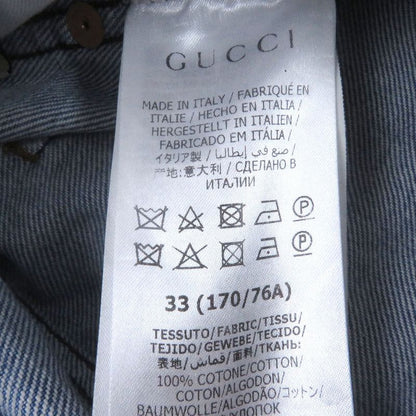 GUCCI
MADE IN ITALY / FABRIQUÉ EN
ITALIE / HECHO EN ITALIA /
HERGESTELLT IN ITALIEN /
FABRICADO EM ITÁLIA /
イタリア製 / صنع في إيطاليا /
产地:意大利 / СДЕЛАНО В
ИТАЛИИ
P
P
33 (170/76A)
TESSUTO/FABRIC/TISSU/
TEJIDO/GEWEBE/TECIDO/
表地/قماش/面料/ТКАНЬ:
100% COTONE/COTTON/
COTON/ALGODON/
BAUMWOLLE/ALGODÃO/コットン/